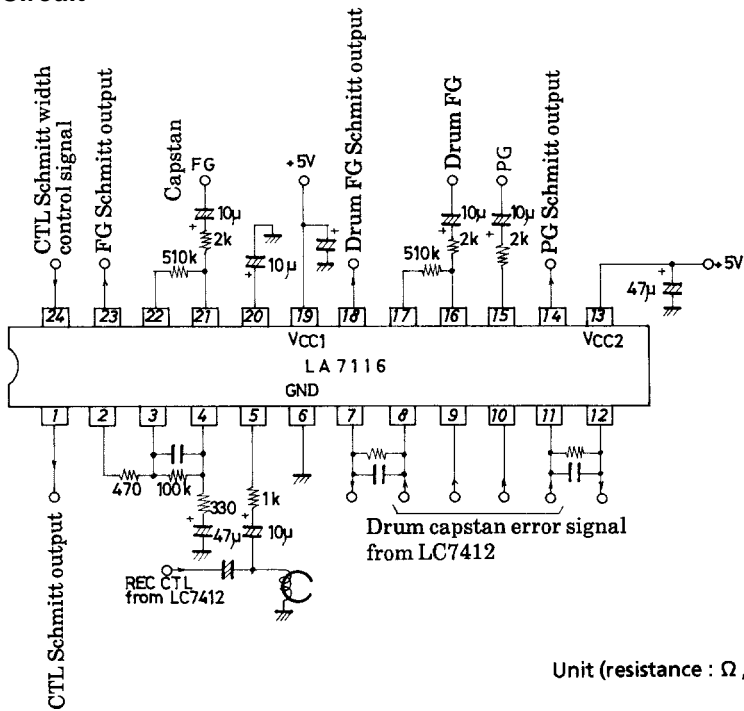 Circuit
CTL Schmitt width
control signal
FG Schmitt output
Capstan
FG
10μ
2k
510k
10μ
+5V
+
Drum FG Schmitt output
Drum FG
10μ
2k
510k
PG
10μ
2k
PG Schmitt output
+5V
47μ
24 23 22 21 20 19 18 17 16 15 14 13
VCC1 VCC2
LA7116
GND
1 2 3 4 5 6 7 8 9 10 11 12
470
100k
330
47μ
1k
10μ
CTL Schmitt output
REC CTL
from LC7412
Drum capstan error signal
from LC7412
Unit (resistance : Ω,